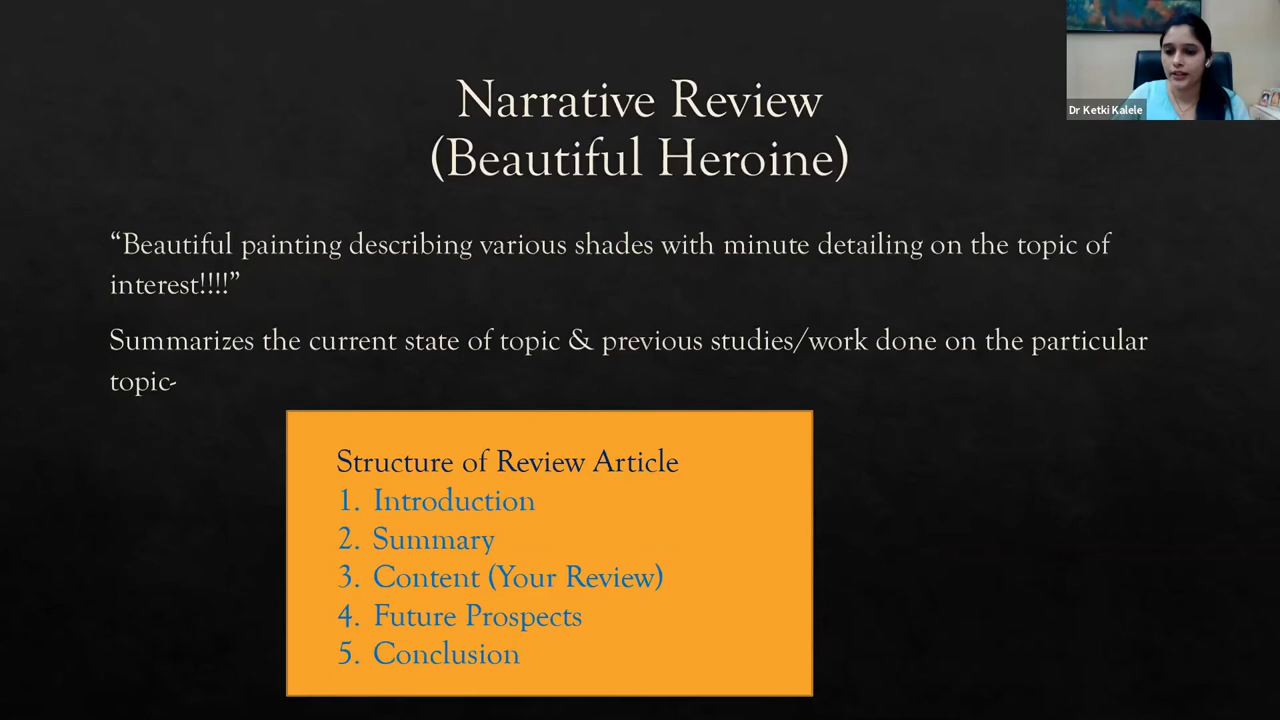 Dr Ketki Kalele
Narrative Review
(Beautiful Heroine)
“Beautiful painting describing various shades with minute detailing on the topic of
interest!!!!”
Summarizes the current state of topic & previous studies/work done on the particular
topic-
Structure of Review Article
1. Introduction
2. Summary
3. Content (Your Review)
4. Future Prospects
5. Conclusion